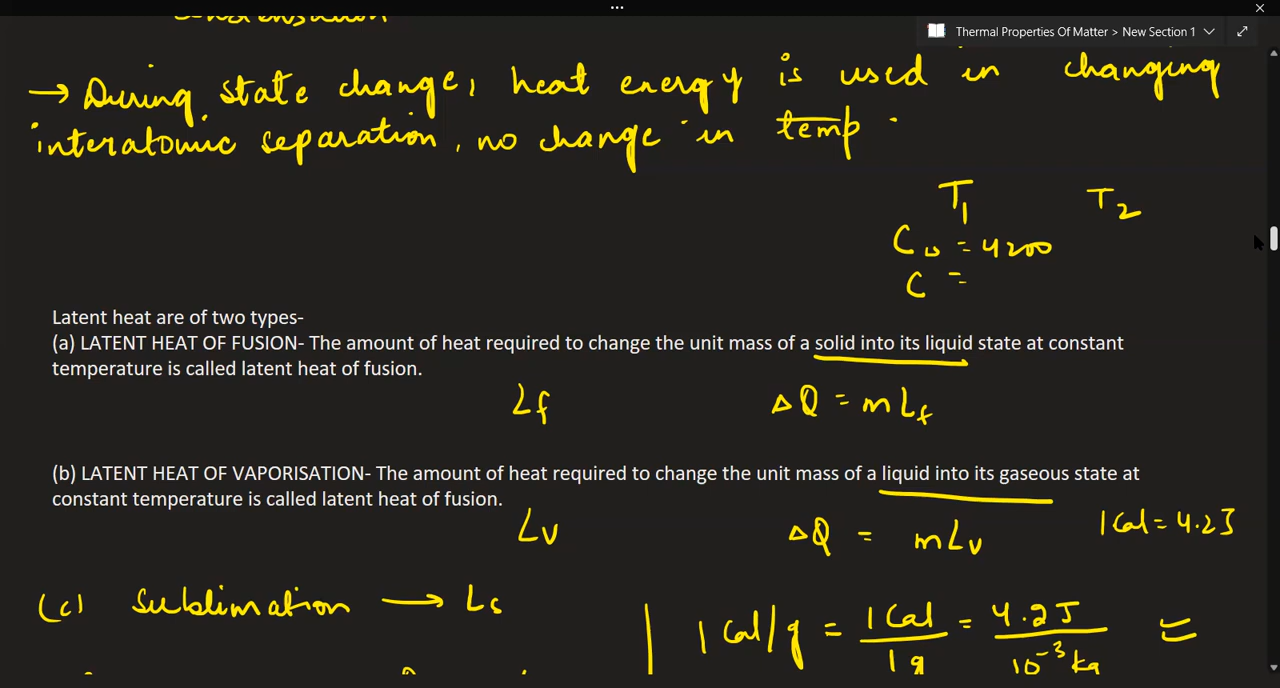 Thermal Properties Of Matter > New Section 1
→ During state change, heat energy is used in changing
interatomic separation, no change in temp.
T1 T2
= 4200
C =
Latent heat are of two types-
(a) LATENT HEAT OF FUSION- The amount of heat required to change the unit mass of a solid into its liquid state at constant
temperature is called latent heat of fusion.
Lf ΔQ = mLf
(b) LATENT HEAT OF VAPORISATION- The amount of heat required to change the unit mass of a liquid into its gaseous state at
constant temperature is called latent heat of fusion.
Lv ΔQ = mLv 1 Cal = 4.2J
(c) Sublimation → Ls
1 Cal/g = 1 Cal / 1g = 4.2J / 10⁻³ kg